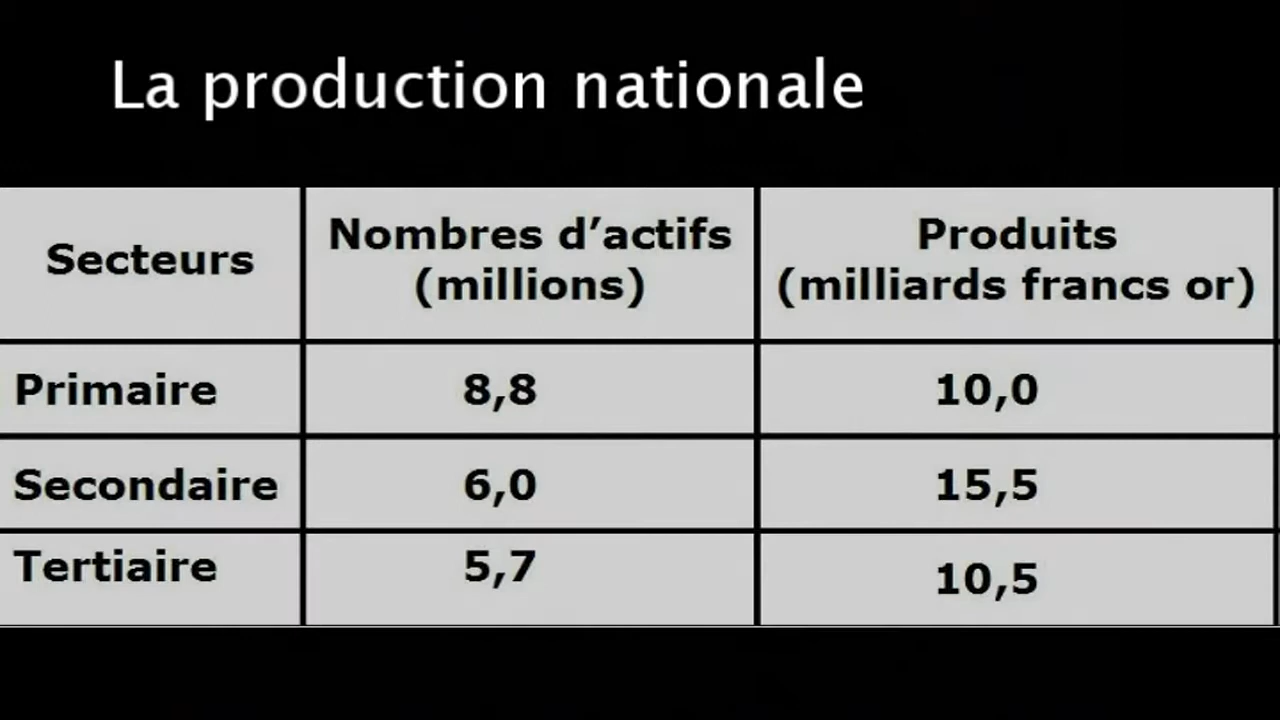 La production nationale
Secteurs
Nombres d’actifs
(millions)
Produits
(milliards francs or)
Primaire 8,8 10,0
Secondaire 6,0 15,5
Tertiaire 5,7 10,5